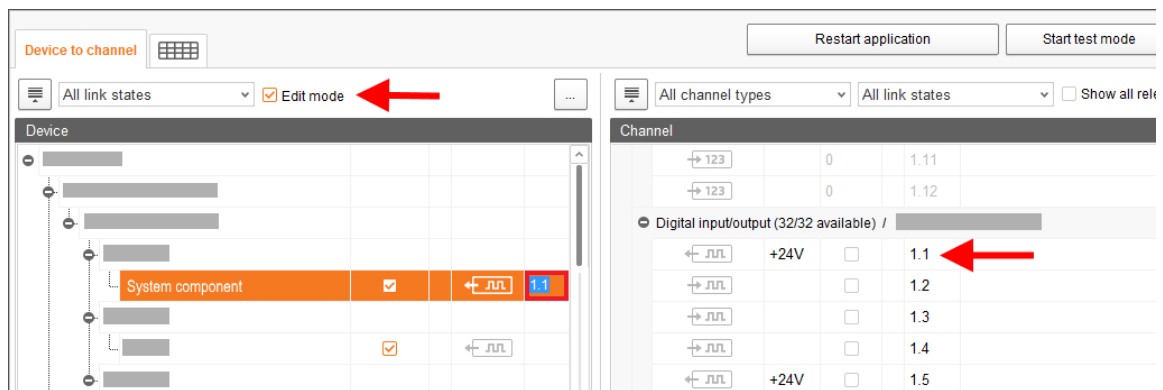 Restart application
Start test mode
Device to channel
All link states
Edit mode
...
All channel types
All link states
Show all rele
Device
Channel
123 0 1.11
123 0 1.12
Digital input/output (32/32 available) /
+24V 1.1
System component 1.1
1.2
1.3
1.4
+24V 1.5